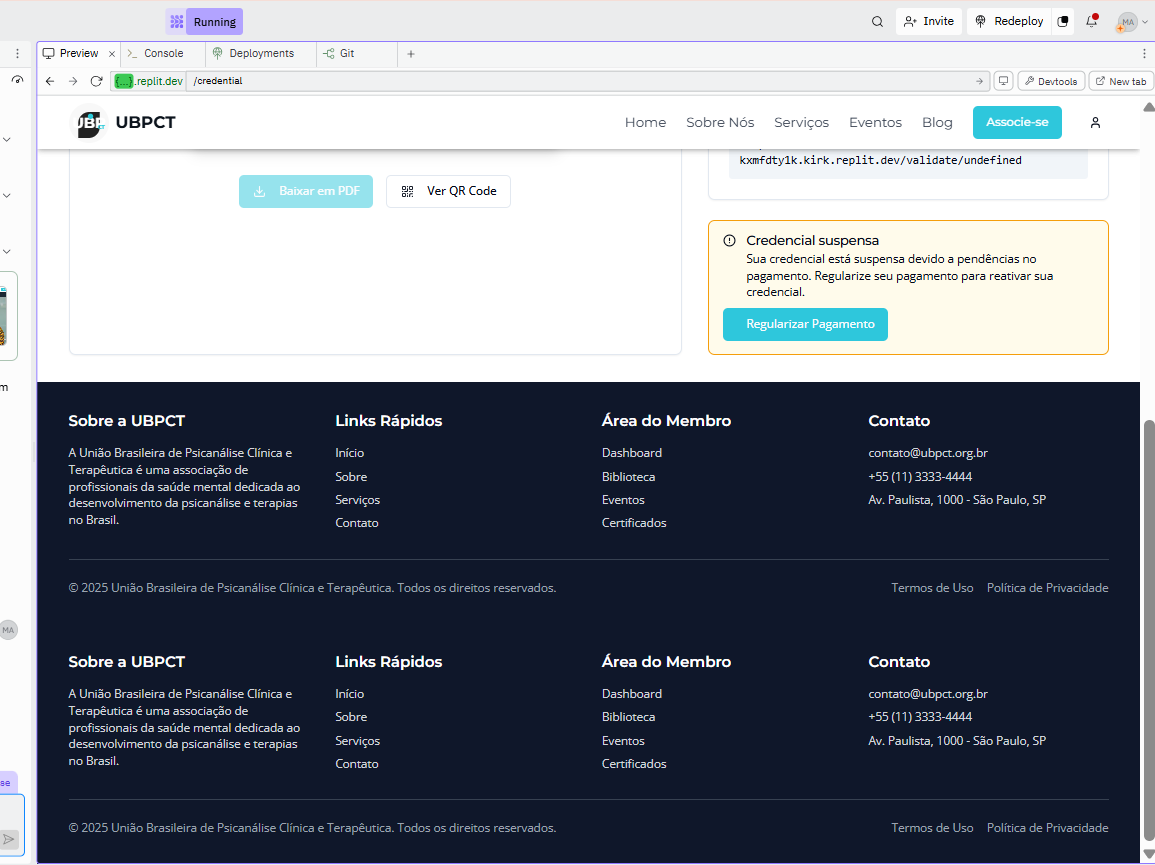 Running
Invite
Redeploy
MA
Preview
Console
Deployments
Git
{...}.replit.dev
/credential
Devtools
New tab
UBPCT
UBPCT
Home
Sobre Nós
Serviços
Eventos
Blog
Associe-se
kxmfdty1k.kirk.replit.dev/validate/undefined
Baixar em PDF
Ver QR Code
Credencial suspensa
Sua credencial está suspensa devido a pendências no
pagamento. Regularize seu pagamento para reativar sua
credencial.
Regularizar Pagamento
m
MA
se
Sobre a UBPCT
A União Brasileira de Psicanálise Clínica e
Terapêutica é uma associação de
profissionais da saúde mental dedicada ao
desenvolvimento da psicanálise e terapias
no Brasil.
Links Rápidos
Início
Sobre
Serviços
Contato
Área do Membro
Dashboard
Biblioteca
Eventos
Certificados
Contato
contato@ubpct.org.br
+55 (11) 3333-4444
Av. Paulista, 1000 - São Paulo, SP
© 2025 União Brasileira de Psicanálise Clínica e Terapêutica. Todos os direitos reservados.
Termos de Uso
Política de Privacidade
Sobre a UBPCT
A União Brasileira de Psicanálise Clínica e
Terapêutica é uma associação de
profissionais da saúde mental dedicada ao
desenvolvimento da psicanálise e terapias
no Brasil.
Links Rápidos
Início
Sobre
Serviços
Contato
Área do Membro
Dashboard
Biblioteca
Eventos
Certificados
Contato
contato@ubpct.org.br
+55 (11) 3333-4444
Av. Paulista, 1000 - São Paulo, SP
© 2025 União Brasileira de Psicanálise Clínica e Terapêutica. Todos os direitos reservados.
Termos de Uso
Política de Privacidade